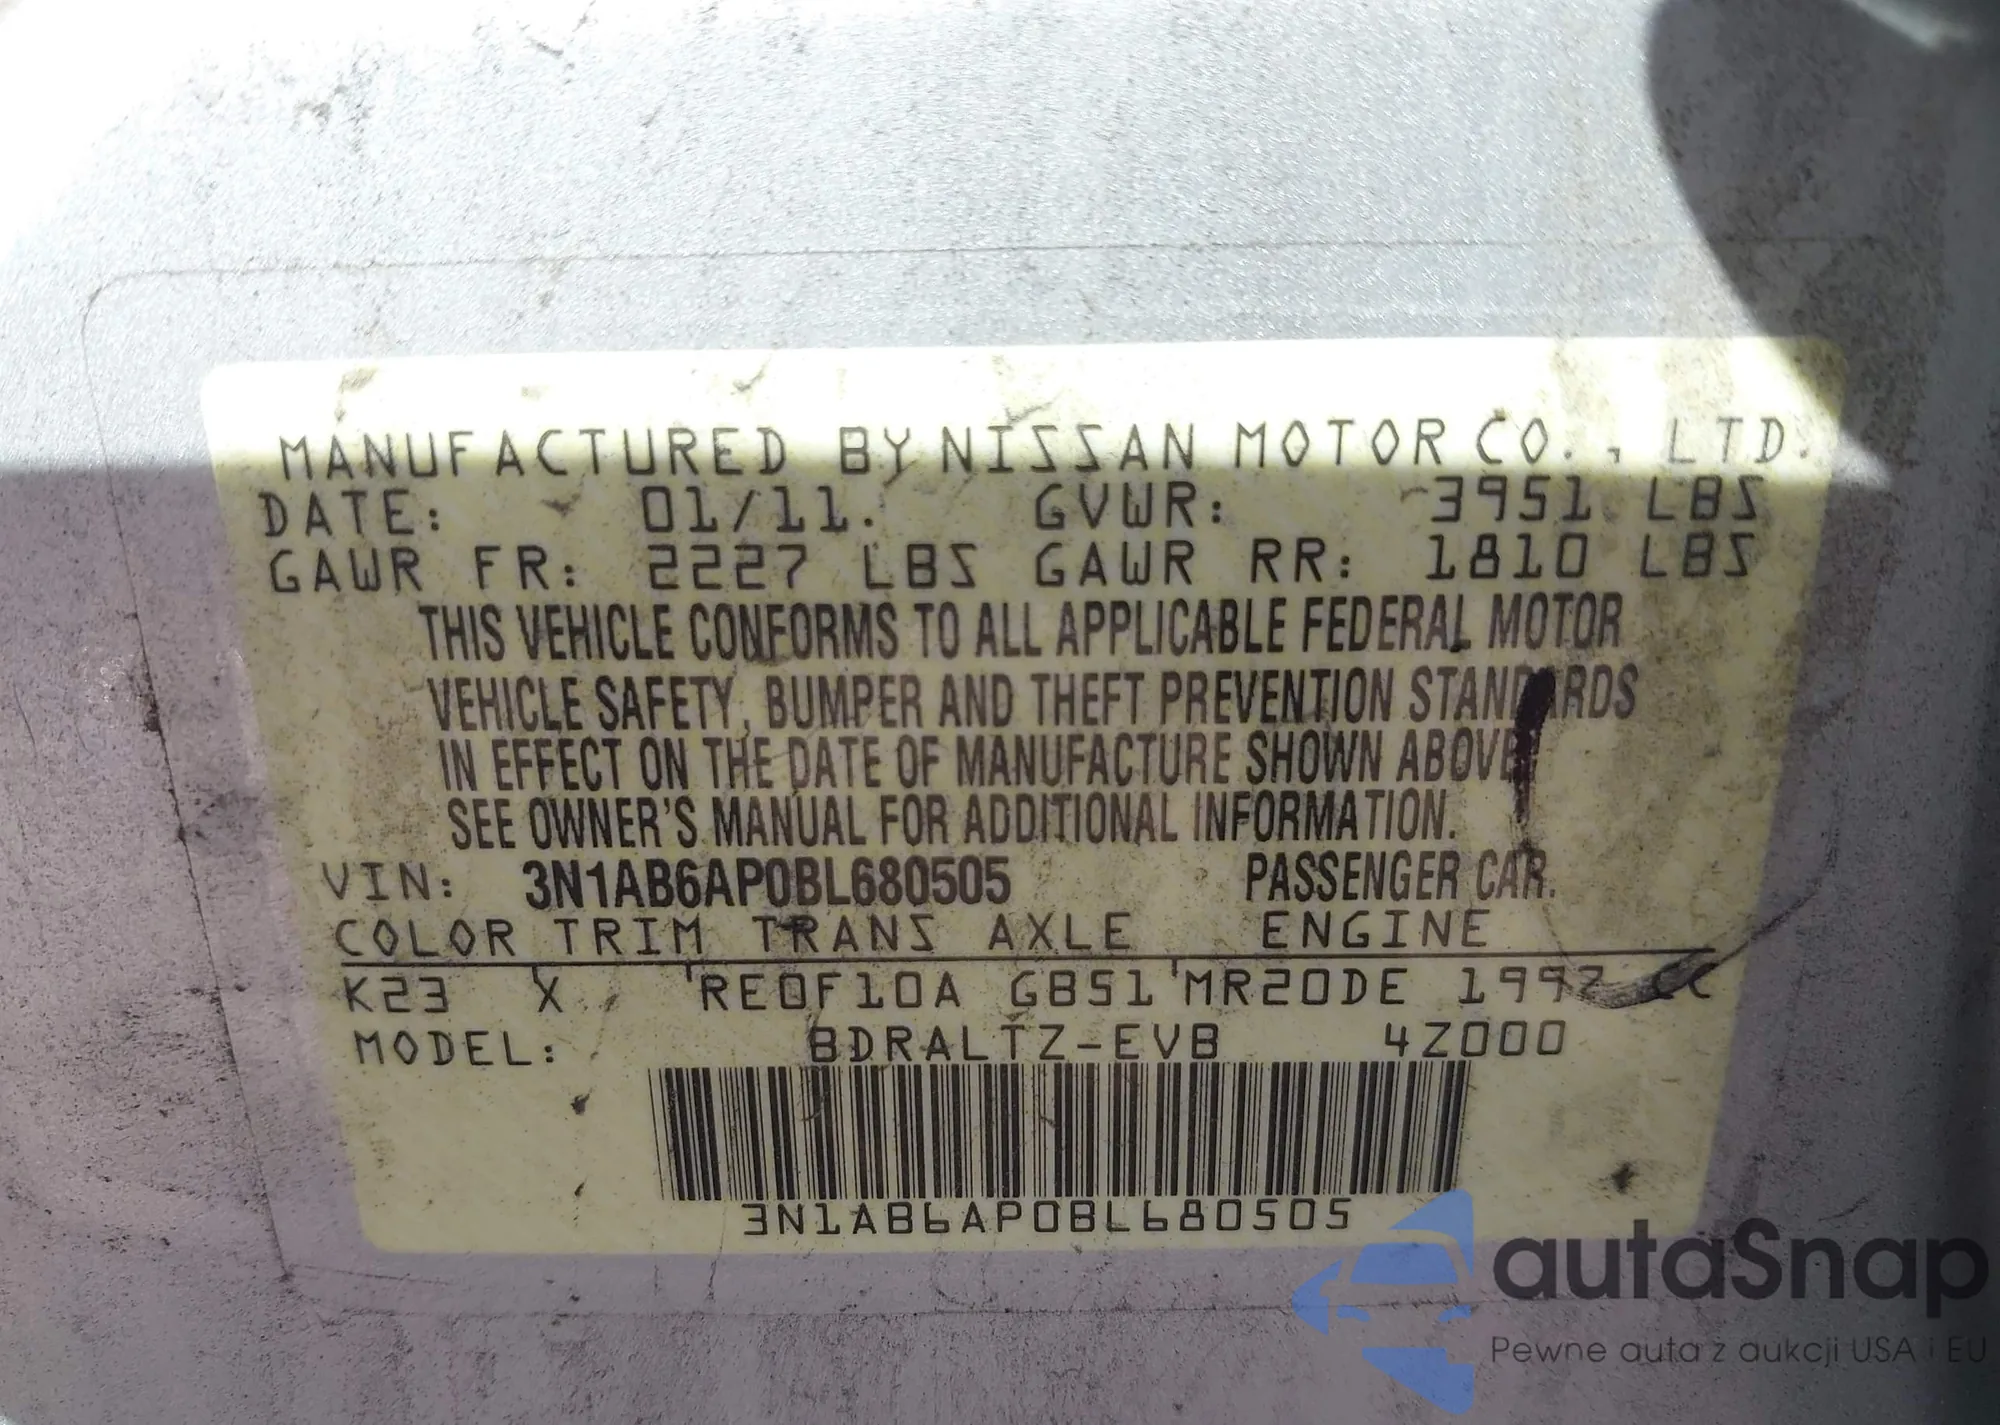 MANUFACTURED BY NISSAN MOTOR CO., LTD.
DATE: 01/11. GVWR: 3951 LBS
GAWR FR: 2227 LBS GAWR RR: 1810 LBS
THIS VEHICLE CONFORMS TO ALL APPLICABLE FEDERAL MOTOR
VEHICLE SAFETY, BUMPER AND THEFT PREVENTION STANDARDS
IN EFFECT ON THE DATE OF MANUFACTURE SHOWN ABOVE
SEE OWNER'S MANUAL FOR ADDITIONAL INFORMATION.
VIN: 3N1AB6AP0BL680505 PASSENGER CAR.
COLOR TRIM TRANS AXLE ENGINE
K23 X RE0F10A GB51 MR20DE 1997 CC
MODEL: BDRALTZ-EVB 4Z000
3N1AB6AP0BL680505
autaSnap
Pewne auta z aukcji USA i EU